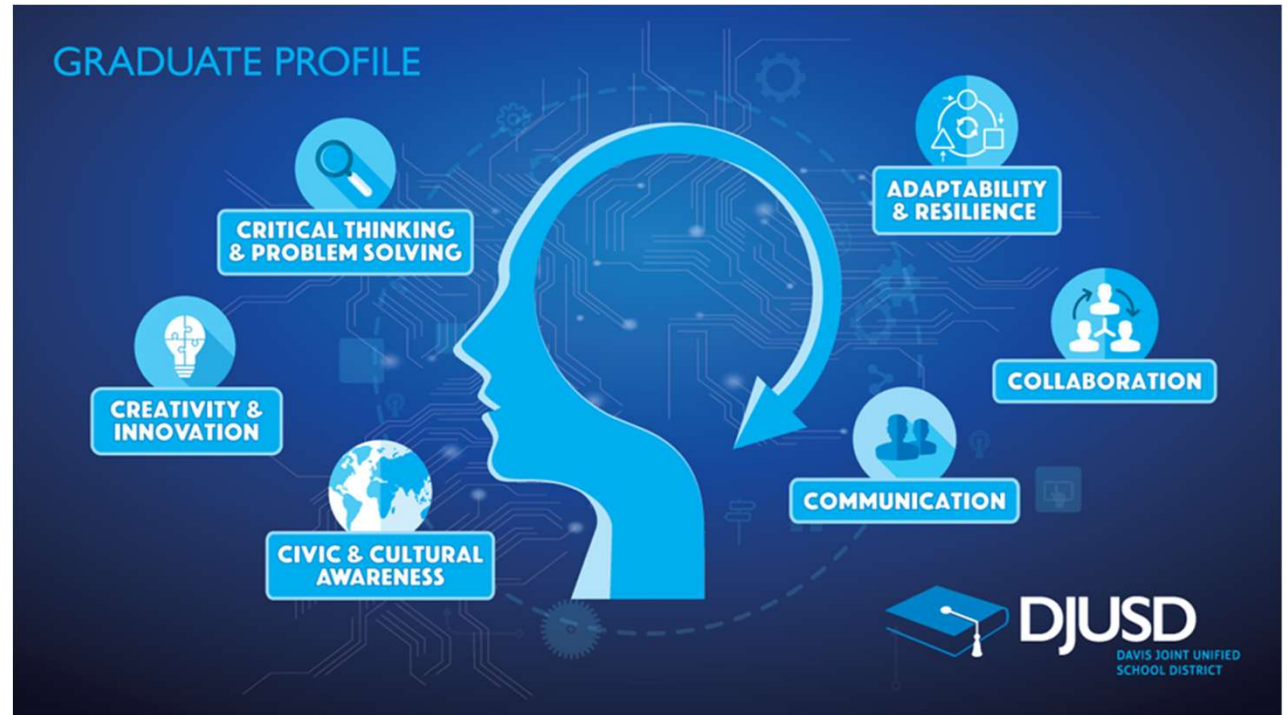 GRADUATE PROFILE
CRITICAL THINKING
& PROBLEM SOLVING
ADAPTABILITY
& RESILIENCE
CREATIVITY &
INNOVATION
COLLABORATION
CIVIC & CULTURAL
AWARENESS
COMMUNICATION
DJUSD
DAVIS JOINT UNIFIED
SCHOOL DISTRICT